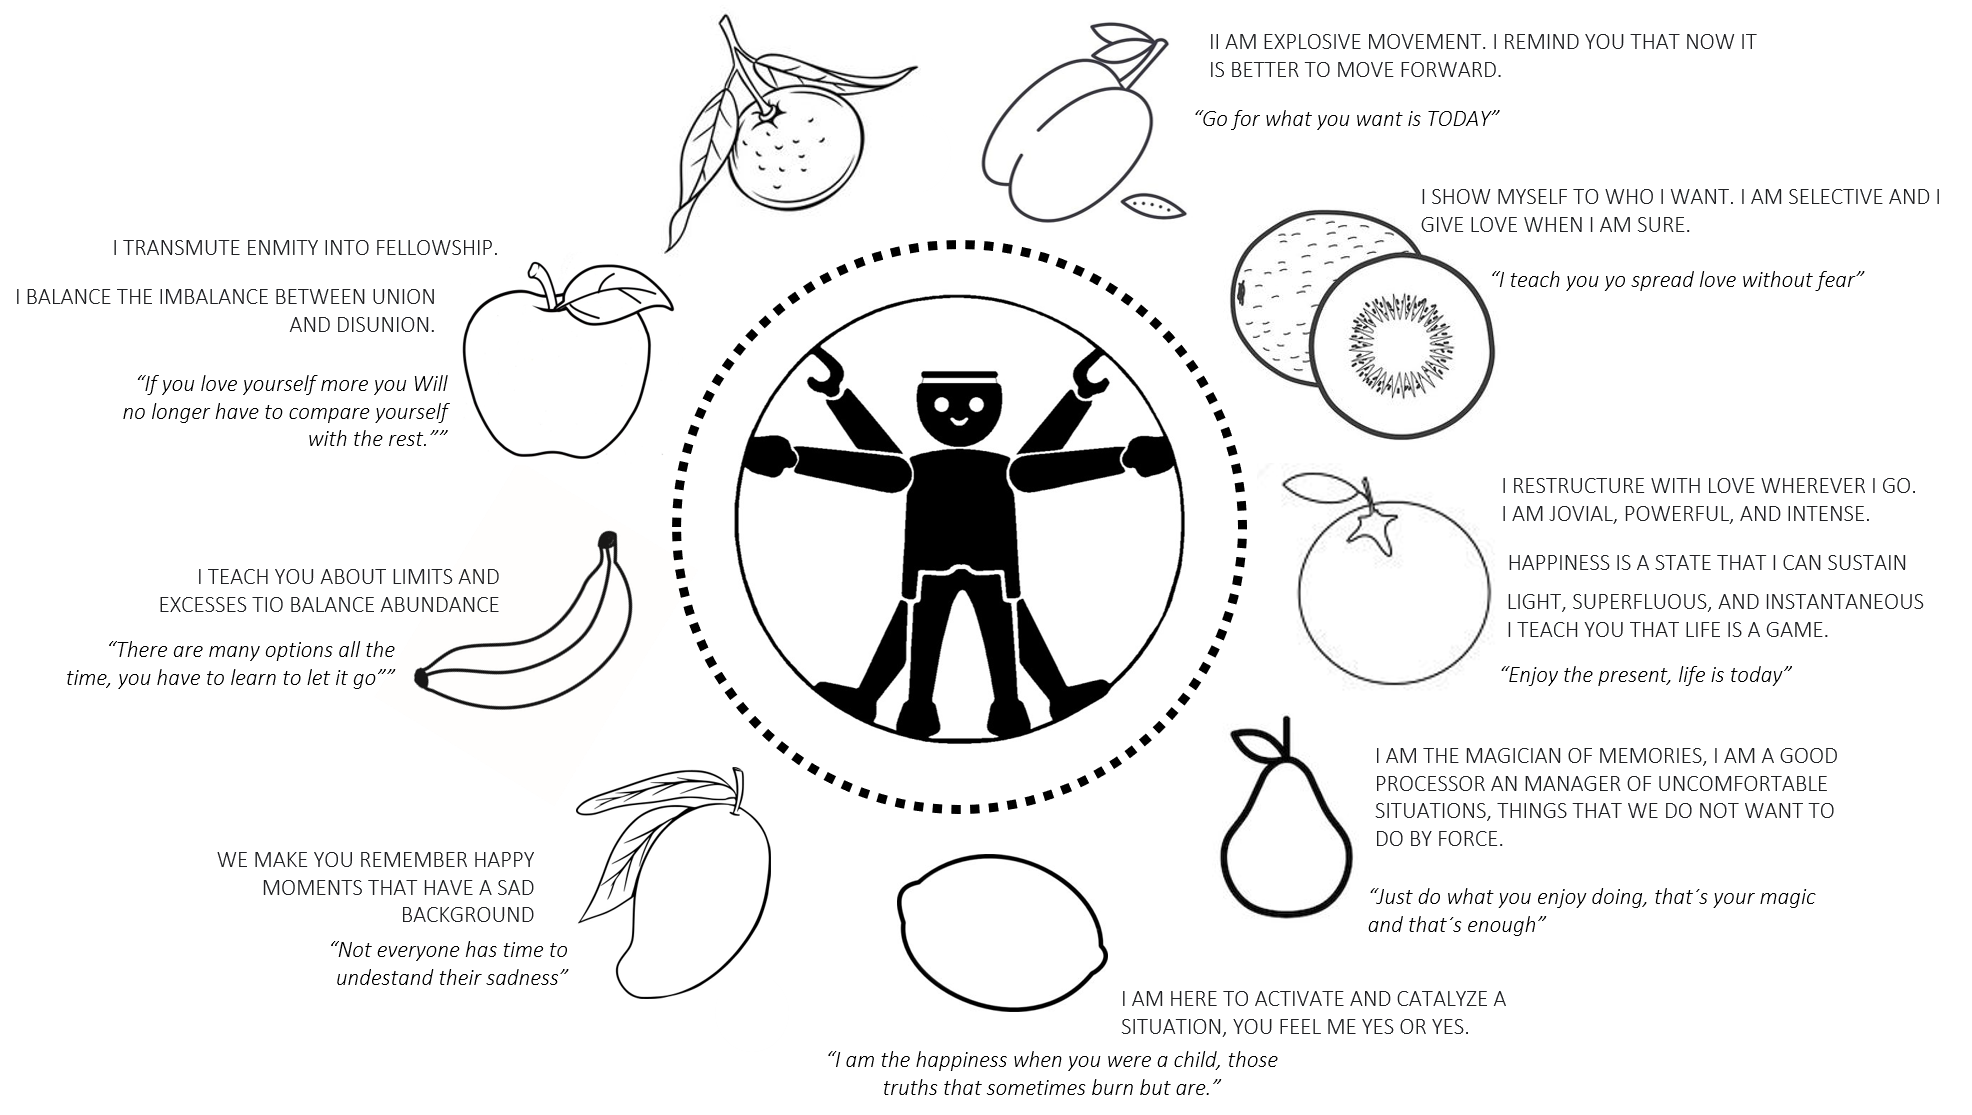 II AM EXPLOSIVE MOVEMENT. I REMIND YOU THAT NOW IT
IS BETTER TO MOVE FORWARD.
“Go for what you want is TODAY”
I SHOW MYSELF TO WHO I WANT. I AM SELECTIVE AND I
GIVE LOVE WHEN I AM SURE.
“I teach you yo spread love without fear”
I RESTRUCTURE WITH LOVE WHEREVER I GO.
I AM JOVIAL, POWERFUL, AND INTENSE.
HAPPINESS IS A STATE THAT I CAN SUSTAIN
LIGHT, SUPERFLUOUS, AND INSTANTANEOUS
I TEACH YOU THAT LIFE IS A GAME.
“Enjoy the present, life is today”
I AM THE MAGICIAN OF MEMORIES, I AM A GOOD
PROCESSOR AN MANAGER OF UNCOMFORTABLE
SITUATIONS, THINGS THAT WE DO NOT WANT TO
DO BY FORCE.
“Just do what you enjoy doing, that´s your magic
and that´s enough”
I AM HERE TO ACTIVATE AND CATALYZE A
SITUATION, YOU FEEL ME YES OR YES.
“I am the happiness when you were a child, those
truths that sometimes burn but are.”
WE MAKE YOU REMEMBER HAPPY
MOMENTS THAT HAVE A SAD
BACKGROUND
“Not everyone has time to
undestand their sadness”
I TEACH YOU ABOUT LIMITS AND
EXCESSES TIO BALANCE ABUNDANCE
“There are many options all the
time, you have to learn to let it go””
I TRANSMUTE ENMITY INTO FELLOWSHIP.
I BALANCE THE IMBALANCE BETWEEN UNION
AND DISUNION.
“If you love yourself more you Will
no longer have to compare yourself
with the rest.””